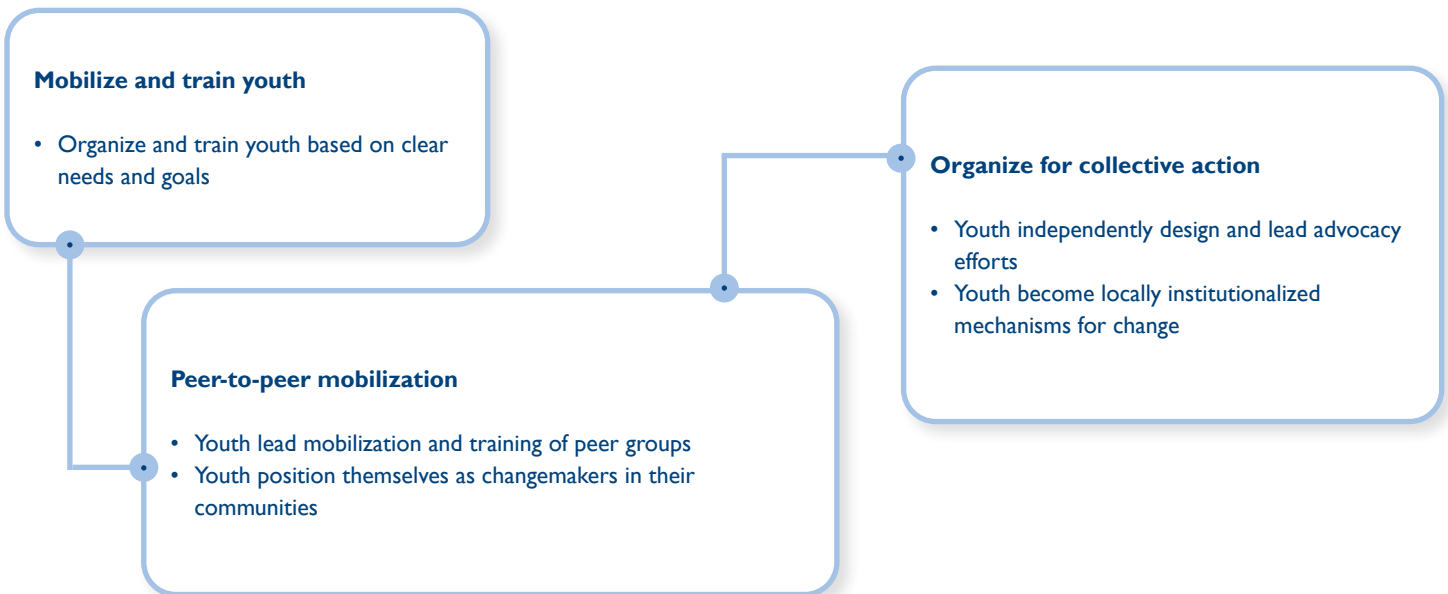 Mobilize and train youth
• Organize and train youth based on clear
needs and goals
Peer-to-peer mobilization
• Youth lead mobilization and training of peer groups
• Youth position themselves as changemakers in their
communities
Organize for collective action
• Youth independently design and lead advocacy
efforts
• Youth become locally institutionalized
mechanisms for change